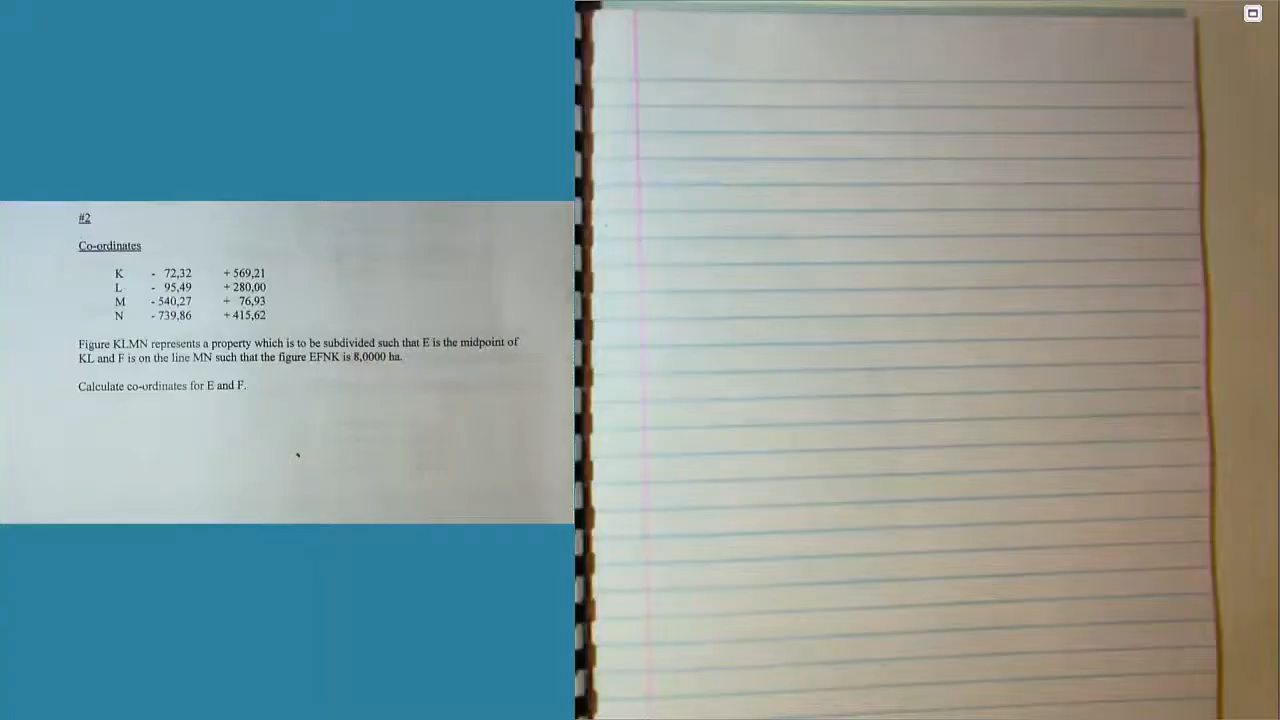 #2
Co-ordinates
K - 72,32 + 569,21
L - 95,49 + 280,00
M - 540,27 + 76,93
N - 739,86 + 415,62
Figure KLMN represents a property which is to be subdivided such that E is the midpoint of
KL and F is on the line MN such that the figure EFNK is 8,0000 ha.
Calculate co-ordinates for E and F.